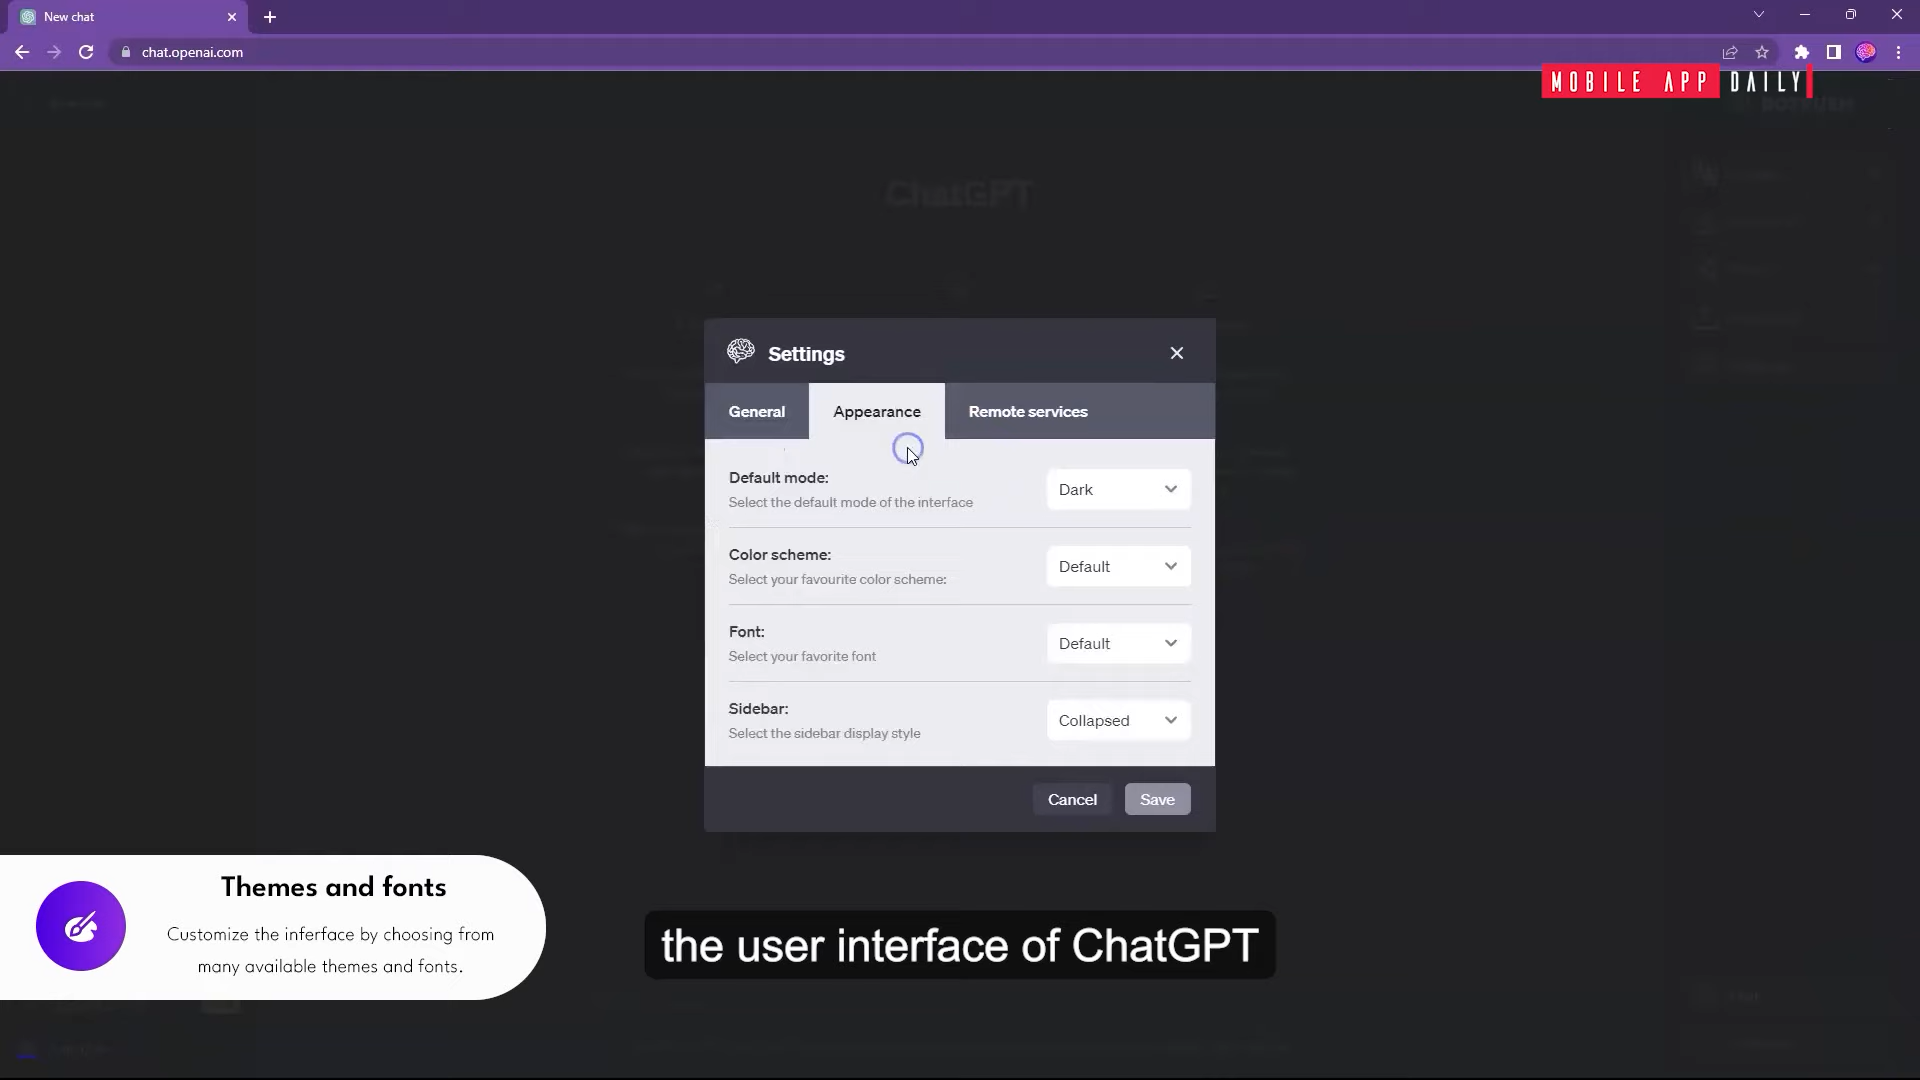 New chat
chat.openai.com
MOBILE APP DAILY
ChatGPT
Settings
General
Appearance
Remote services
Default mode:
Select the default mode of the interface
Dark
Color scheme:
Select your favourite color scheme:
Default
Font:
Select your favorite font
Default
Sidebar:
Select the sidebar display style
Collapsed
Cancel
Save
Themes and fonts
Customize the inferface by choosing from
many available themes and fonts.
the user interface of ChatGPT